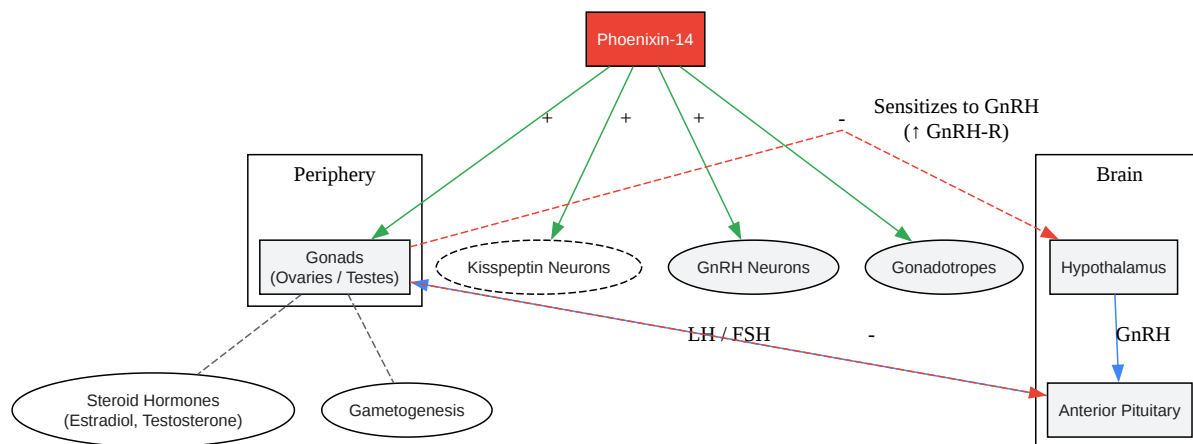 Phoenixin-14
+
+
+
-
Sensitizes to GnRH
(↑ GnRH-R)
Periphery
Brain
Gonads
(Ovaries / Testes)
Kisspeptin Neurons
GnRH Neurons
Gonadotropes
Hypothalamus
LH / FSH
-
GnRH
Steroid Hormones
(Estradiol, Testosterone)
Gametogenesis
Anterior Pituitary